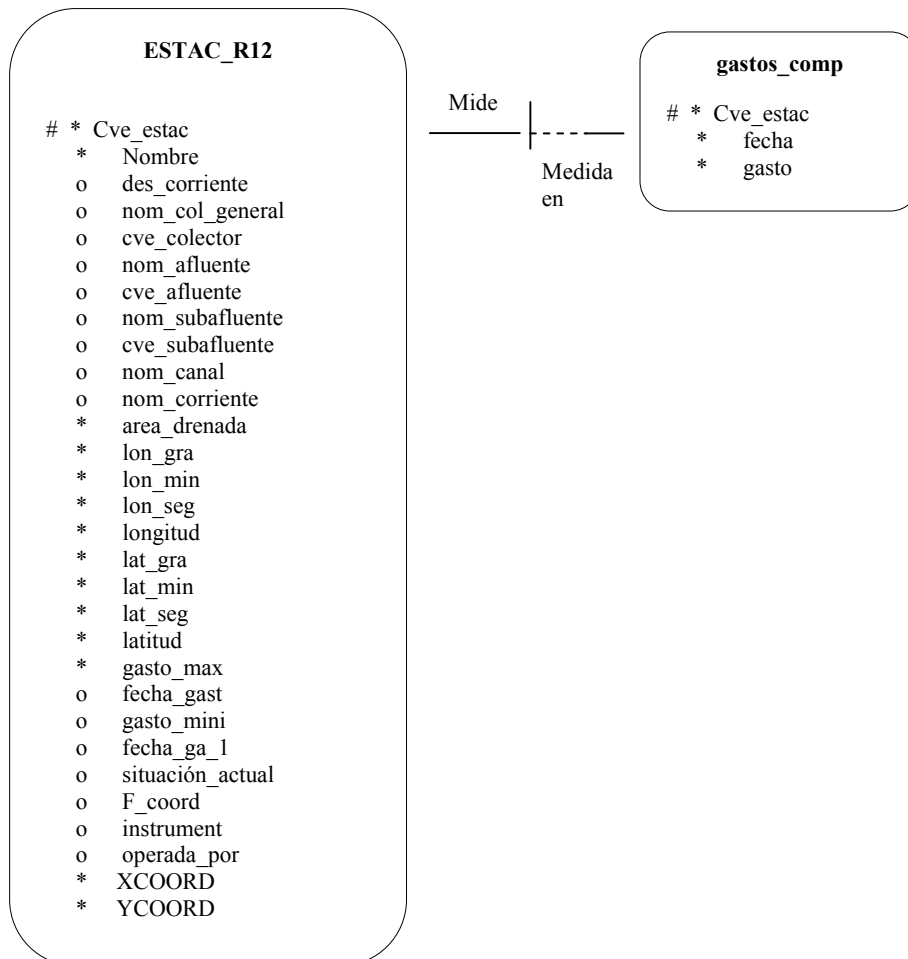 ESTAC_R12
# * Cve_estac
* Nombre
o des_corriente
o nom_col_general
o cve_colector
o nom_afluente
o cve_afluente
o nom_subafluente
o cve_subafluente
o nom_canal
o nom_corriente
* area_drenada
* lon_gra
* lon_min
* lon_seg
* longitud
* lat_gra
* lat_min
* lat_seg
* latitud
* gasto_max
o fecha_gast
o gasto_mini
o fecha_ga_1
o situación_actual
o F_coord
o instrument
o operada_por
* XCOORD
* YCOORD
Mide
Medida
en
gastos_comp
# * Cve_estac
* fecha
* gasto